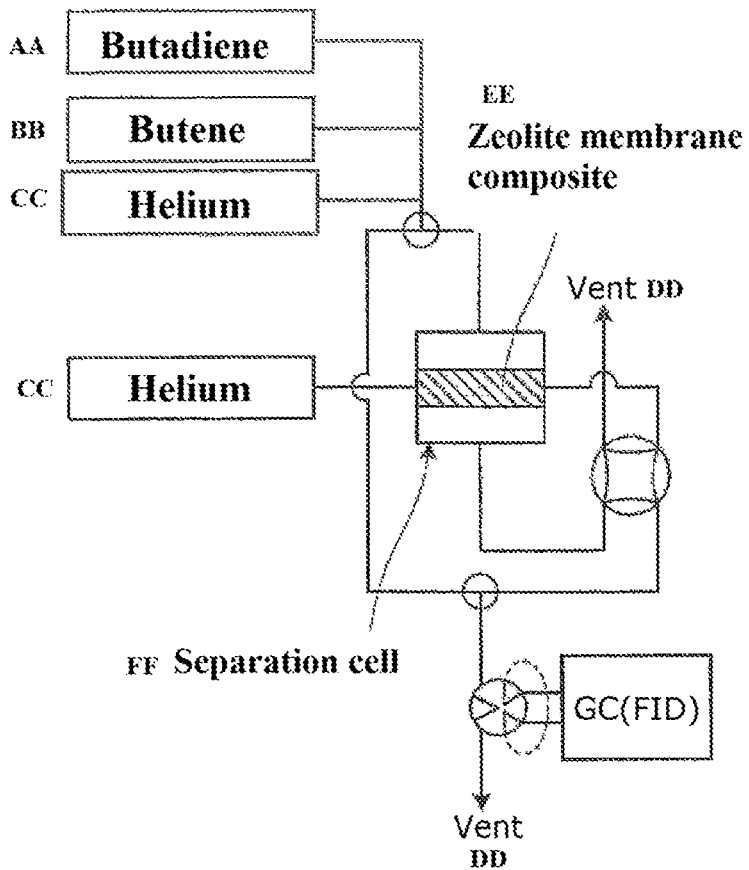 AA Butadiene
BB Butene
CC Helium
EE
Zeolite membrane
composite
Vent DD
CC Helium
FF Separation cell
GC(FID)
Vent
DD